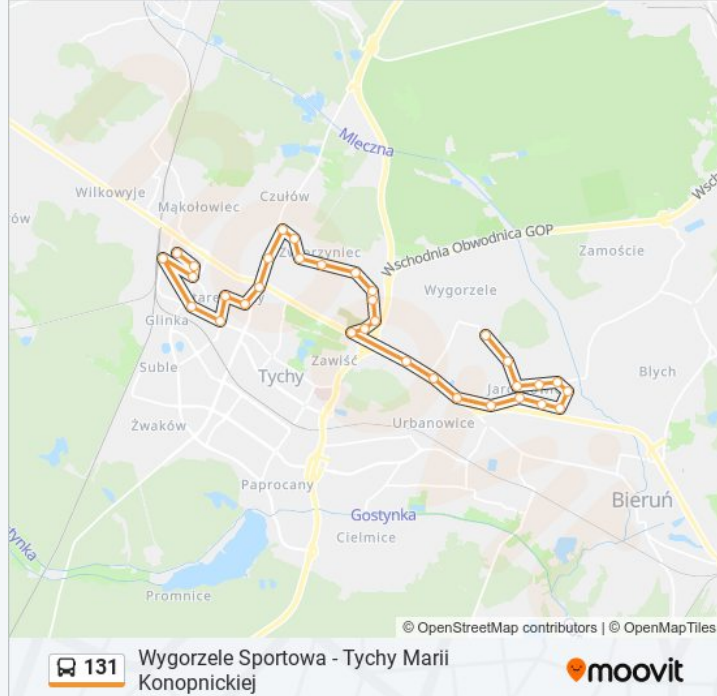 Mleczna
Wilkowyje
Czułów
Mąkołowiec
Wschodnia Obwodnica GOP
Zamoście
Wygorzele
Glinka
Zawiść
Suble
Tychy
Blych
Urbanowice
Żwaków
Paprocany
Bieruń
Gostynka
Cielmice
Promnice
© OpenStreetMap contributors | © OpenMapTiles
131
Wygorzele Sportowa - Tychy Marii
Konopnickiej
moovit